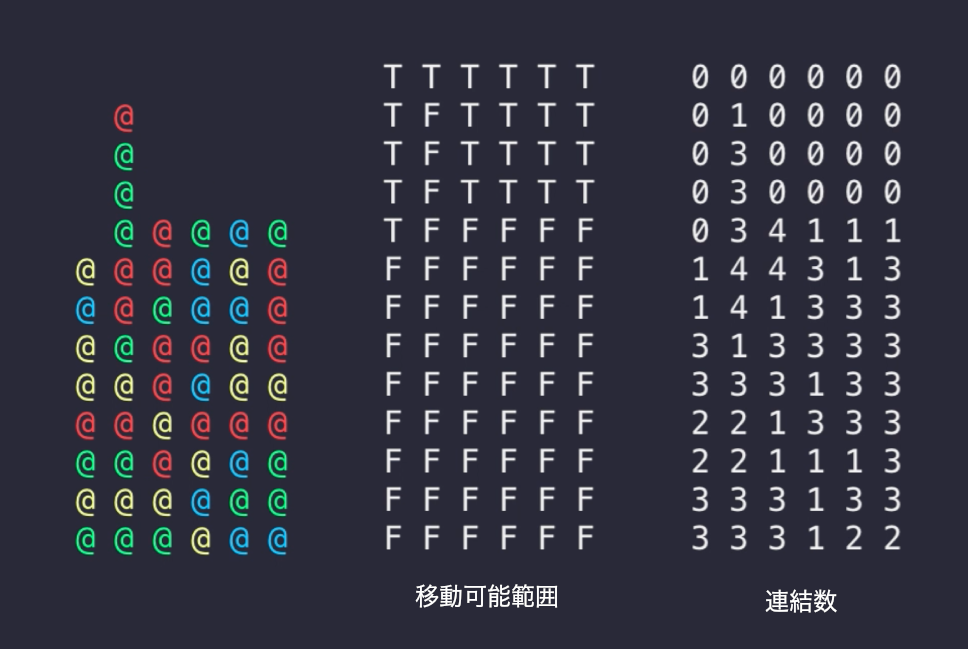 T T T T T T 0 0 0 0 0 0
@ T F T T T T 0 1 0 0 0 0
@ T F T T T T 0 3 0 0 0 0
@ T F T T T T 0 3 0 0 0 0
@ @ @ @ @ T F F F F F 0 3 4 1 1 1
@ @ @ @ @ @ F F F F F F 1 4 4 3 1 3
@ @ @ @ @ @ F F F F F F 1 4 1 3 3 3
@ @ @ @ @ @ F F F F F F 3 1 3 3 3 3
@ @ @ @ @ @ F F F F F F 3 3 3 1 3 3
@ @ @ @ @ @ F F F F F F 2 2 1 3 3 3
@ @ @ @ @ @ F F F F F F 2 2 1 1 1 3
@ @ @ @ @ @ F F F F F F 3 3 3 1 3 3
@ @ @ @ @ @ F F F F F F 3 3 3 1 2 2
移動可能範囲
連結数